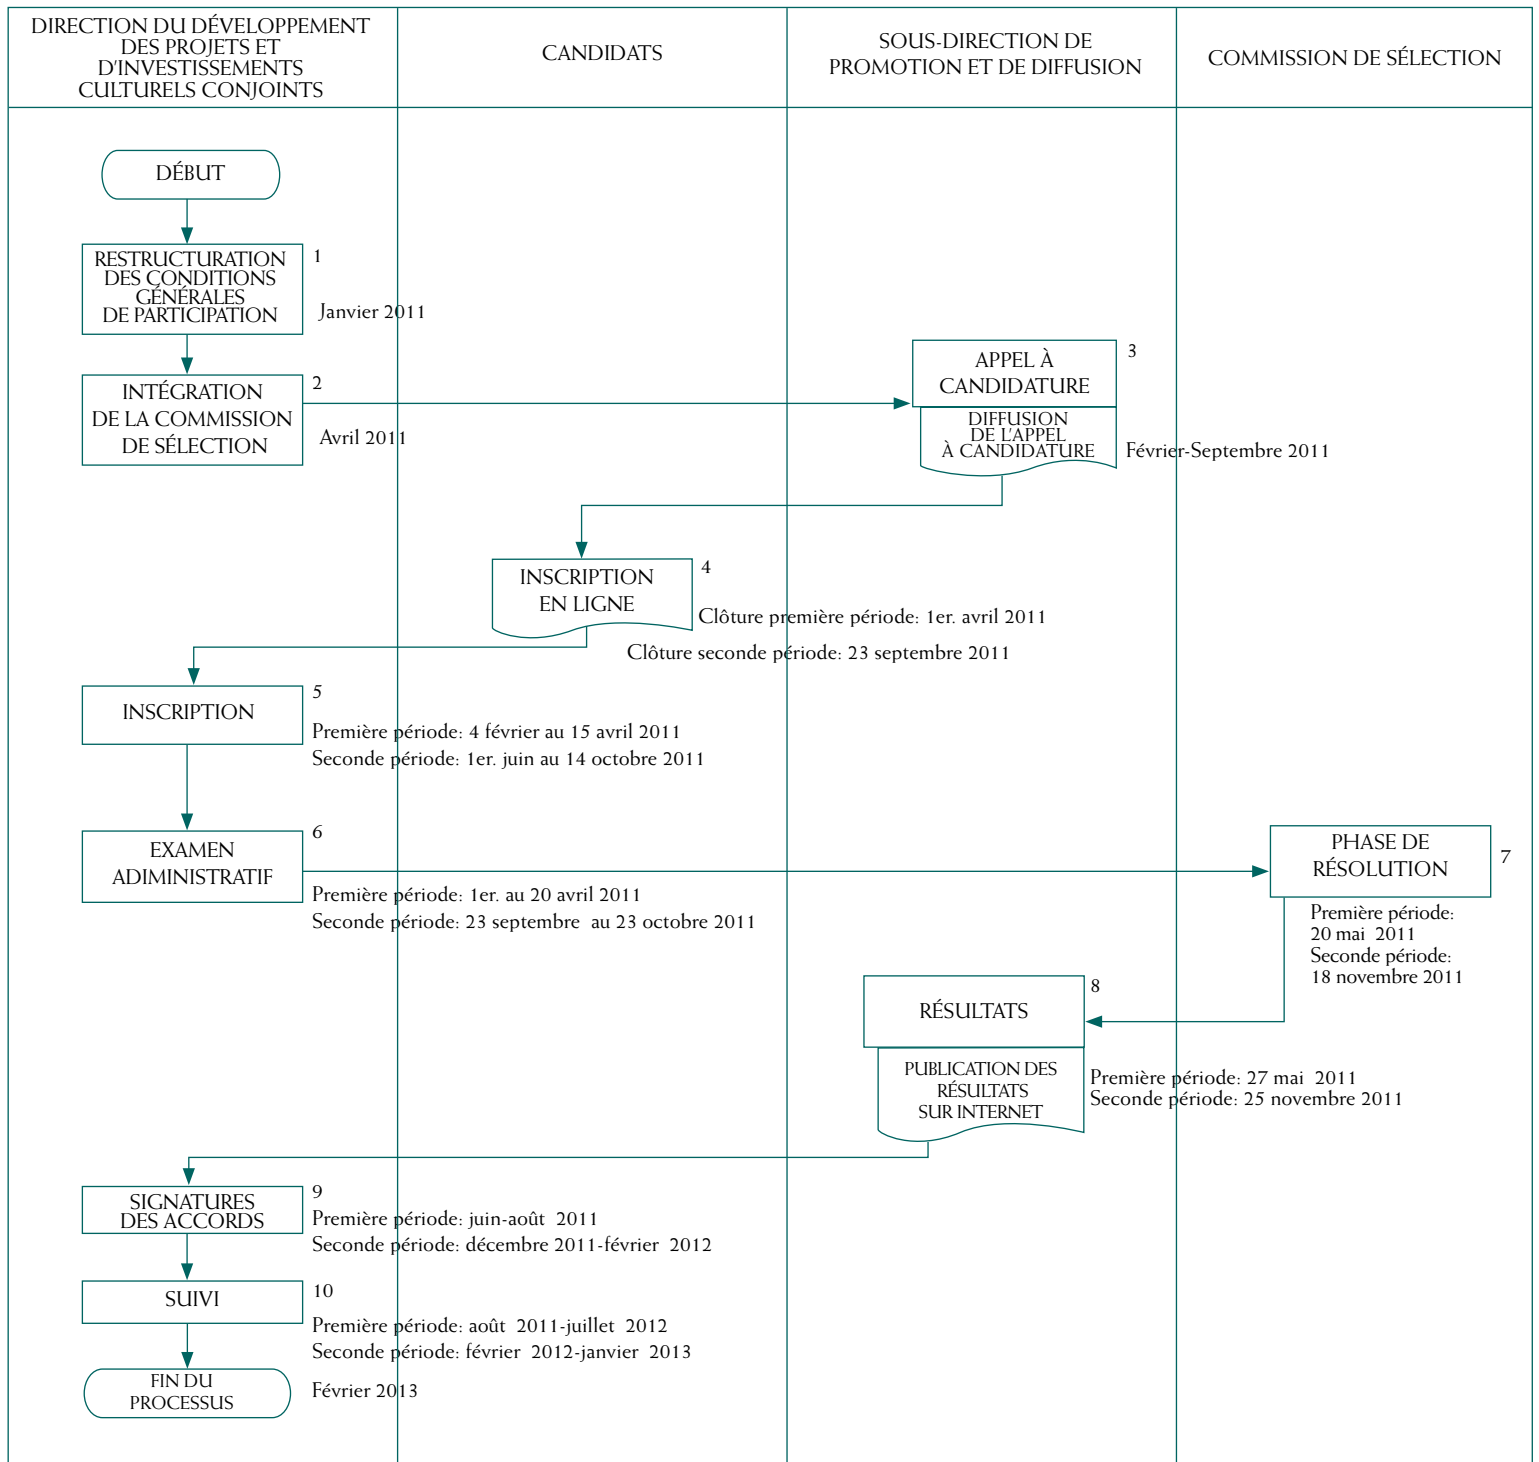 DIRECTION DU DÉVELOPPEMENT
DES PROJETS ET
D'INVESTISSEMENTS
CULTURELS CONJOINTS
CANDIDATS
SOUS-DIRECTION DE
PROMOTION ET DE DIFFUSION
COMMISSION DE SÉLECTION
DÉBUT
RESTRUCTURATION
DES CONDITIONS
GÉNÉRALES
DE PARTICIPATION
1
Janvier 2011
INTÉGRATION
DE LA COMMISSION
DE SÉLECTION
2
Avril 2011
APPEL À
CANDIDATURE
3
DIFFUSION
DE L'APPEL
À CANDIDATURE
Février-Septembre 2011
INSCRIPTION
EN LIGNE
4
Clôture première période: 1er. avril 2011
Clôture seconde période: 23 septembre 2011
INSCRIPTION
5
Première période: 4 février au 15 avril 2011
Seconde période: 1er. juin au 14 octobre 2011
EXAMEN
ADIMINISTRATIF
6
Première période: 1er. au 20 avril 2011
Seconde période: 23 septembre au 23 octobre 2011
PHASE DE
RÉSOLUTION
7
Première période:
20 mai 2011
Seconde période:
18 novembre 2011
RÉSULTATS
8
PUBLICATION DES
RÉSULTATS
SUR INTERNET
Première période: 27 mai 2011
Seconde période: 25 novembre 2011
SIGNATURES
DES ACCORDS
9
Première période: juin-août 2011
Seconde période: décembre 2011-février 2012
SUIVI
10
Première période: août 2011-juillet 2012
Seconde période: février 2012-janvier 2013
FIN DU
PROCESSUS
Février 2013